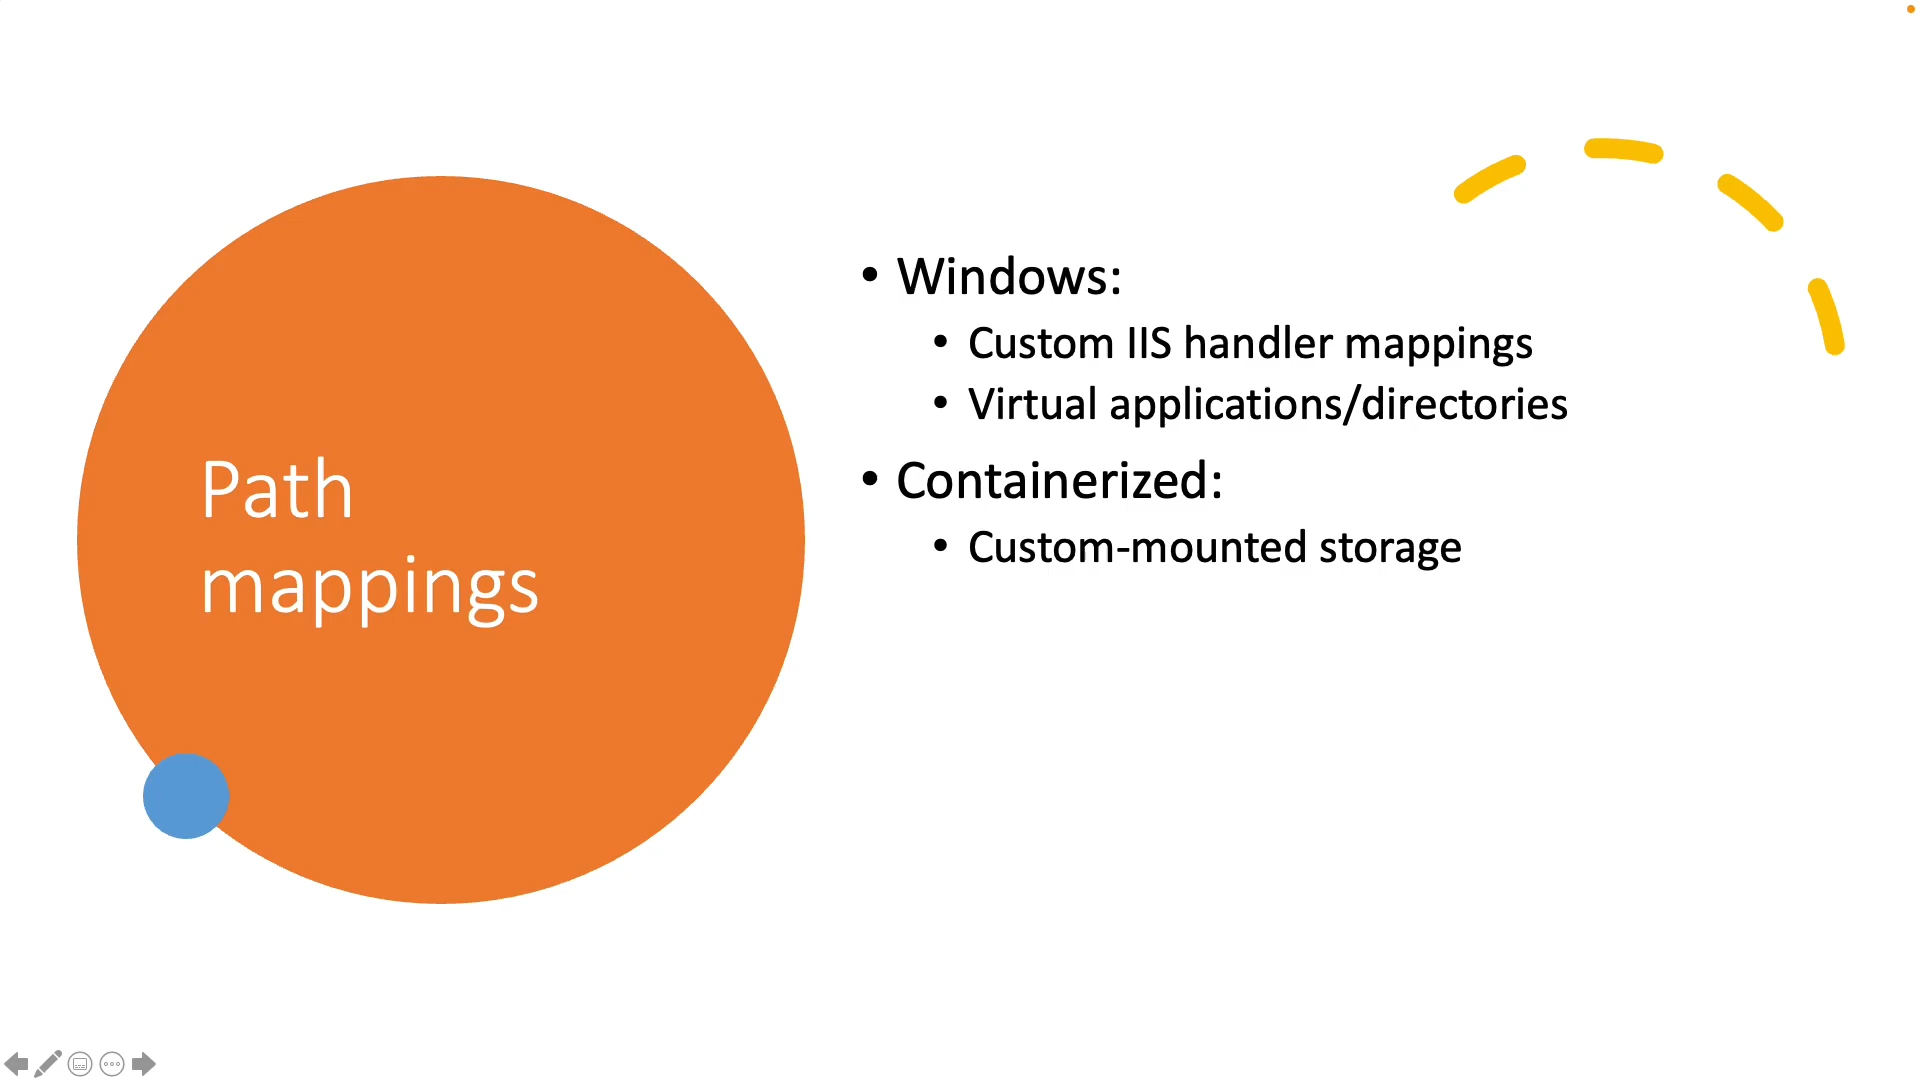 Path
mappings
• Windows:
• Custom IIS handler mappings
• Virtual applications/directories
• Containerized:
• Custom-mounted storage